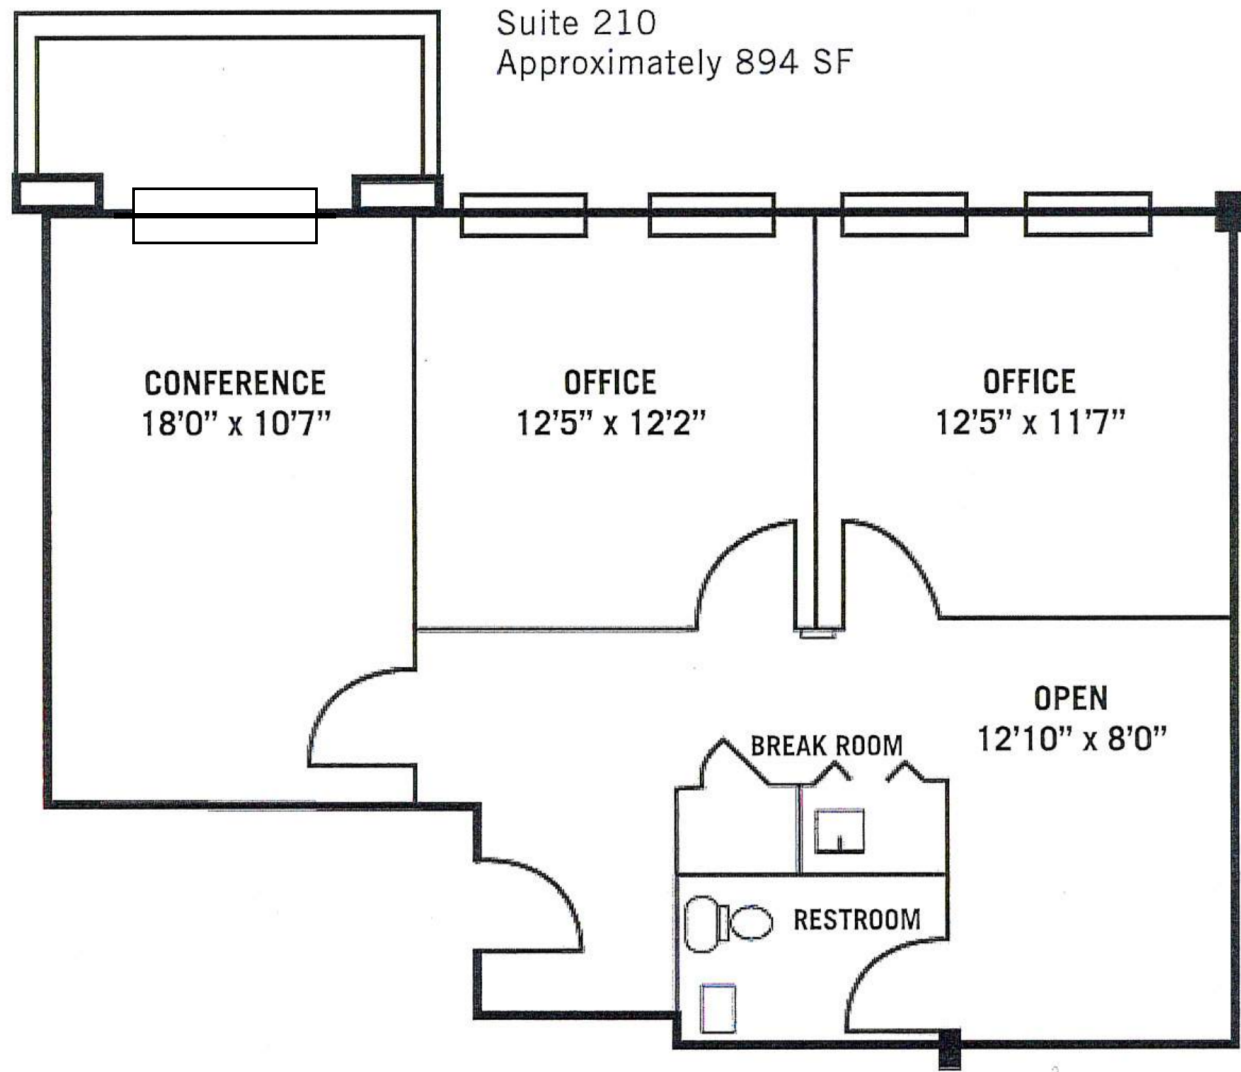 Suite 210
Approximately 894 SF
CONFERENCE
18’0” x 10’7”
OFFICE
12’5” x 12’2”
OFFICE
12’5” x 11’7”
OPEN
12’10” x 8’0”
BREAK ROOM
RESTROOM